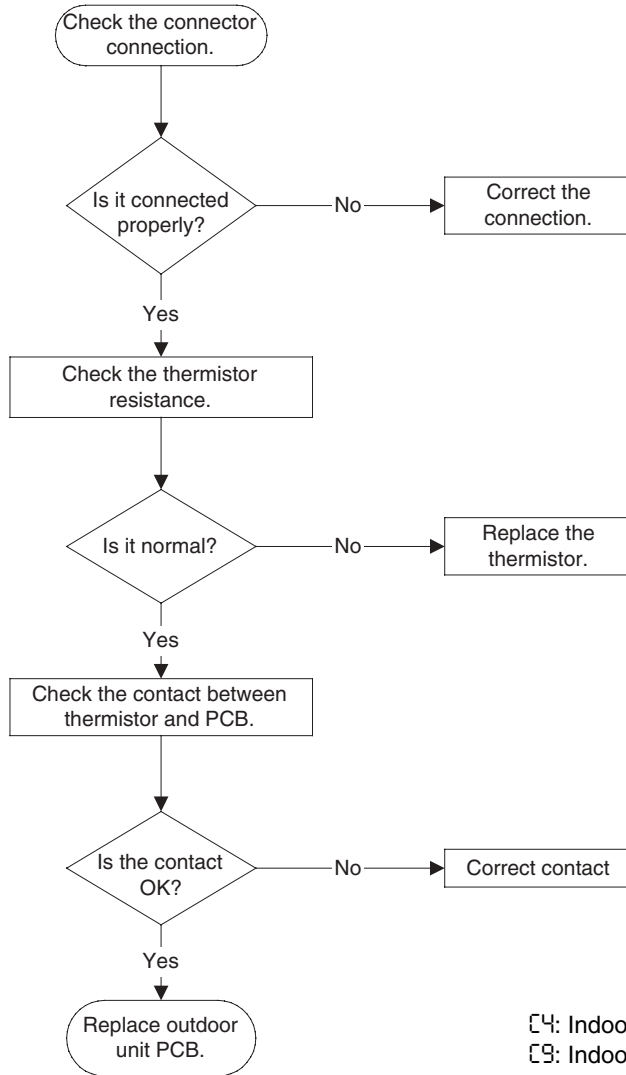 Check the connector
connection.
Is it connected
properly?
No
Correct the
connection.
Yes
Check the thermistor
resistance.
Is it normal?
No
Replace the
thermistor.
Yes
Check the contact between
thermistor and PCB.
Is the contact
OK?
No
Correct contact
Yes
Replace outdoor
unit PCB.
C4: Indoo
C9: Indoo